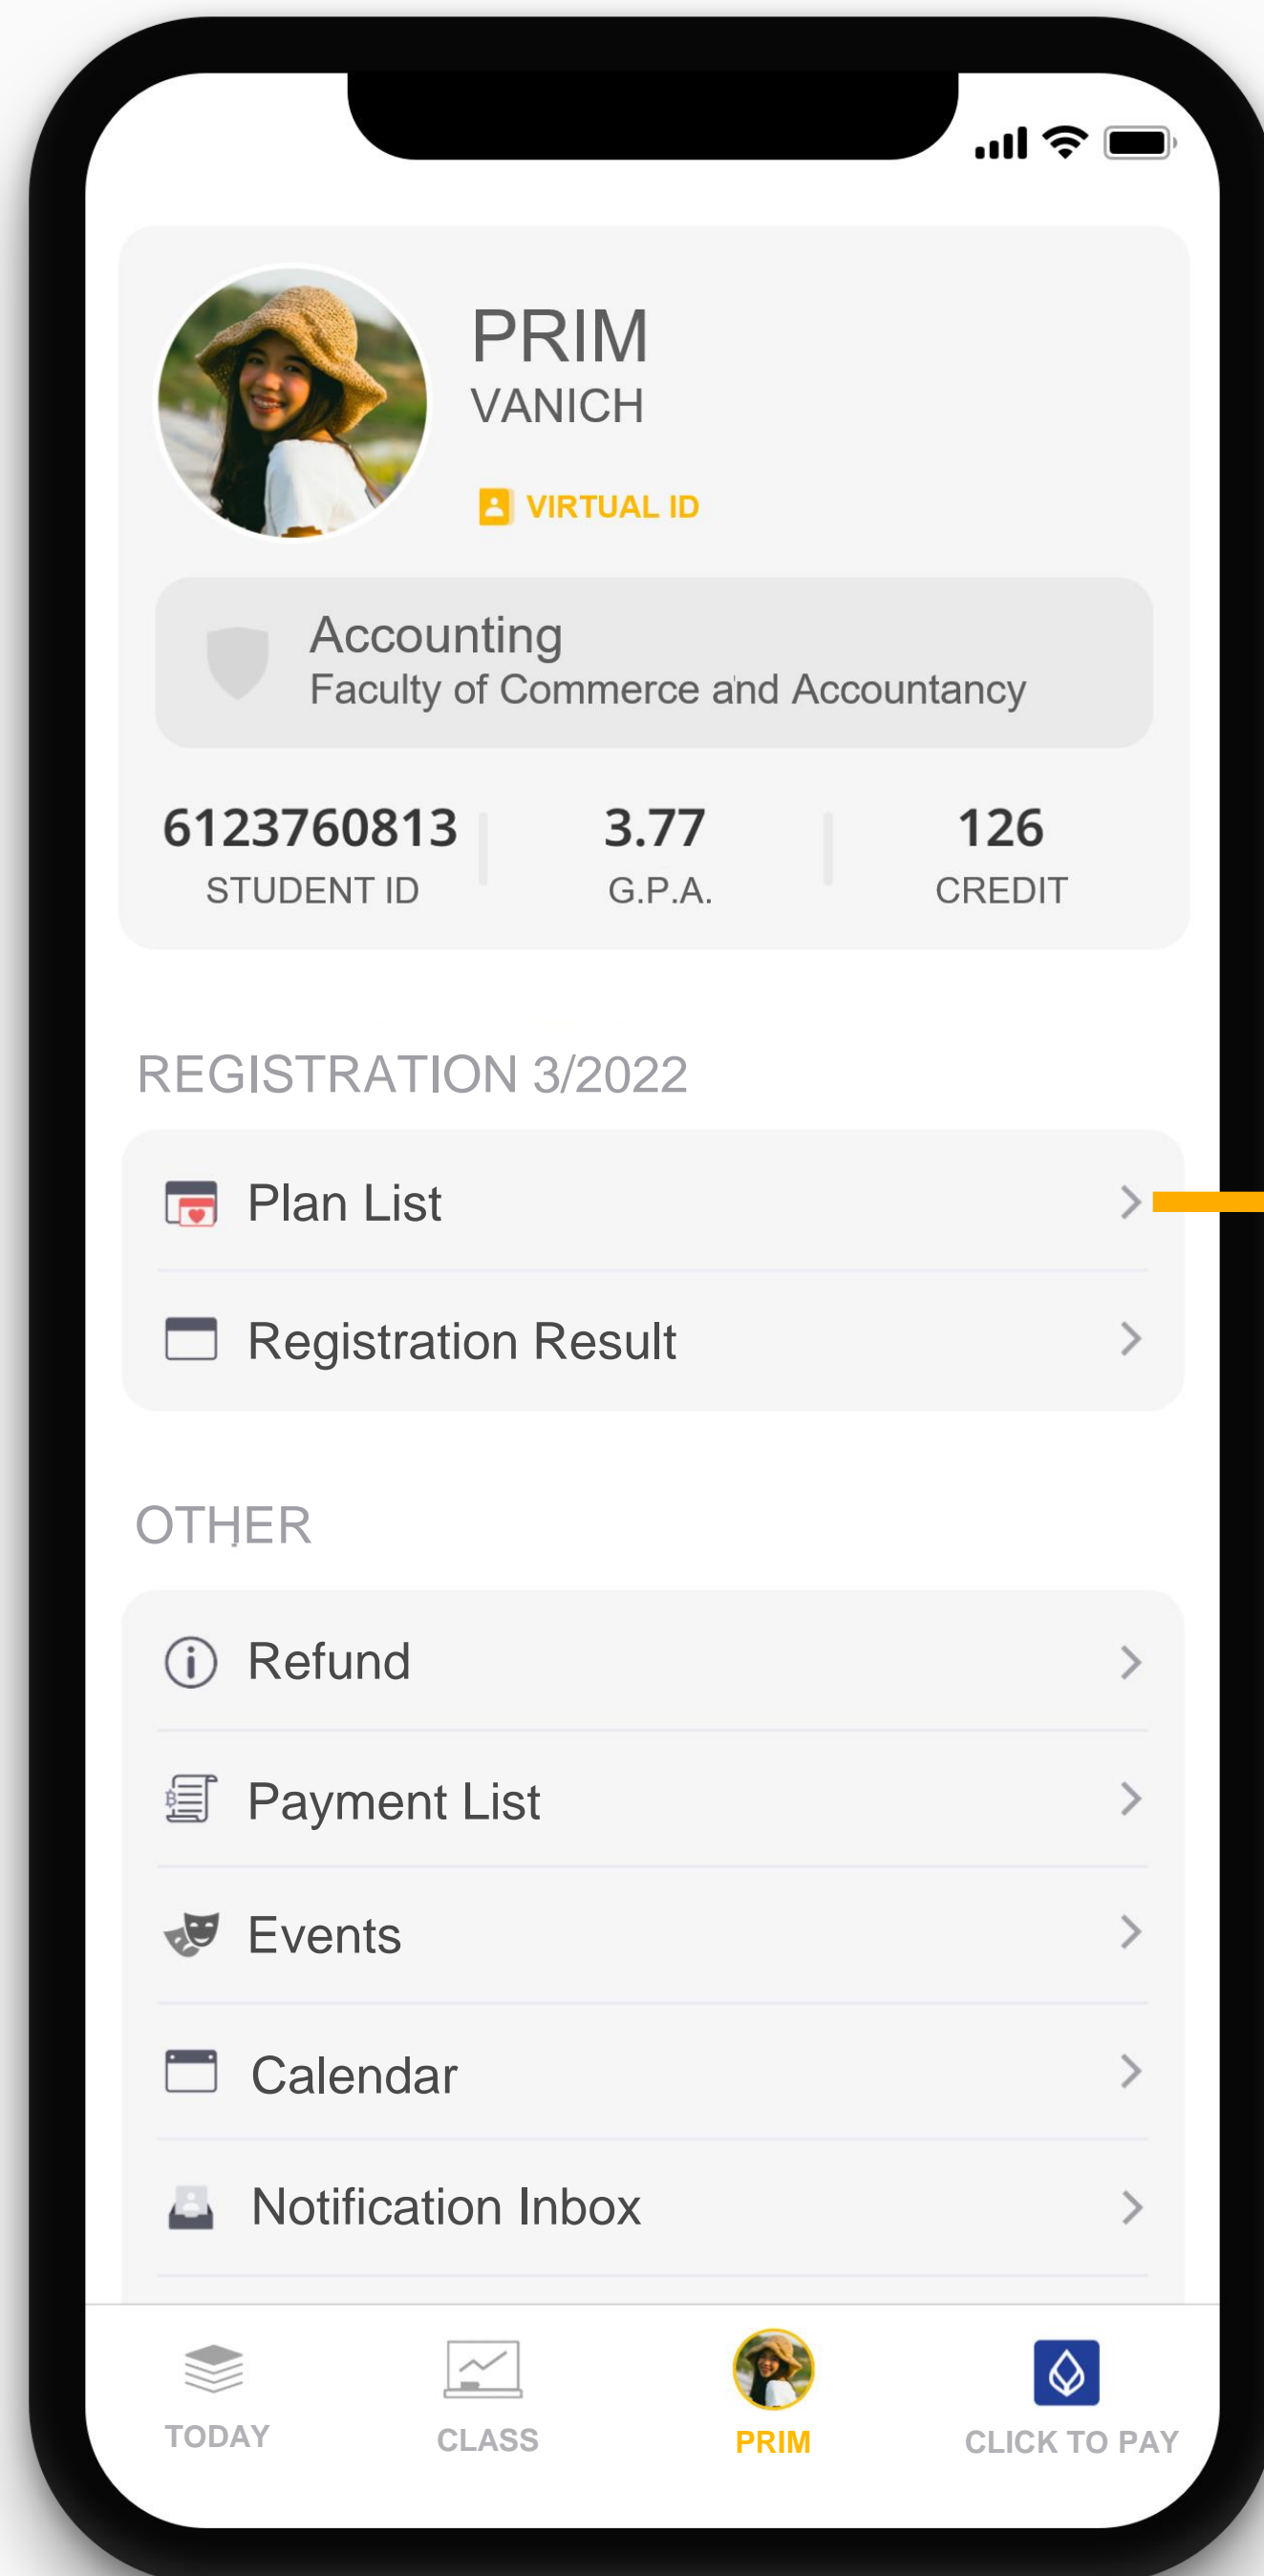 PRIM
VANICH
VIRTUAL ID
Accounting
Faculty of Commerce and Accountancy
6123760813 3.77 126
STUDENT ID G.P.A. CREDIT
REGISTRATION 3/2022
Plan List
Registration Result
OTHER
Refund
Payment List
Events
Calendar
Notification Inbox
TODAY CLASS PRIM CLICK TO PAY